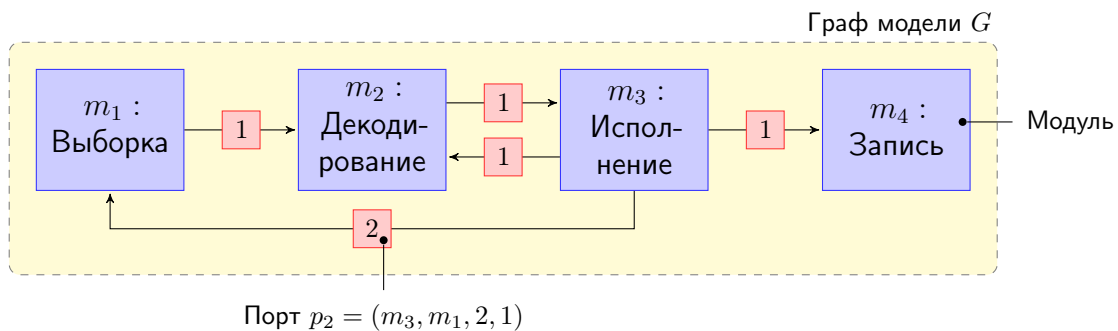 Граф модели G
m₁ :
Выборка
1
m₂ :
Декоди-
рование
1
1
m₃ :
Испол-
нение
1
m₄ :
Запись
Модуль
2
Порт p₂ = (m₃, m₁, 2, 1)